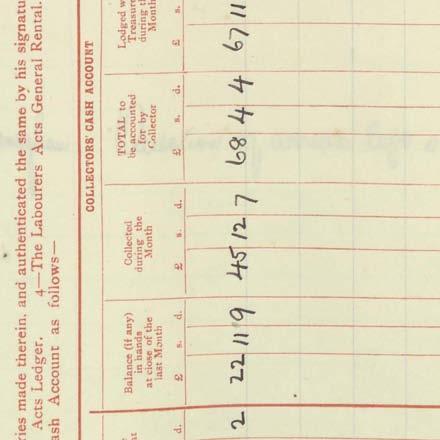 ries made therein, and authenticated the same by his signatu
Acts Ledger. 4—The Labourers Acts General Rental.
ash Account as follows—
COLLECTORS' CASH ACCOUNT
Balance (if any)
in hands
at close of the
last Month
Collected
during the
Month
TOTAL to
be accounted
for by
Collector
Lodged w
Treasure
during th
Month
d. £ s. d. £ s. d. £ s. d. £ s.
2 22 11 9 45 12 7 68 4 4 67 11